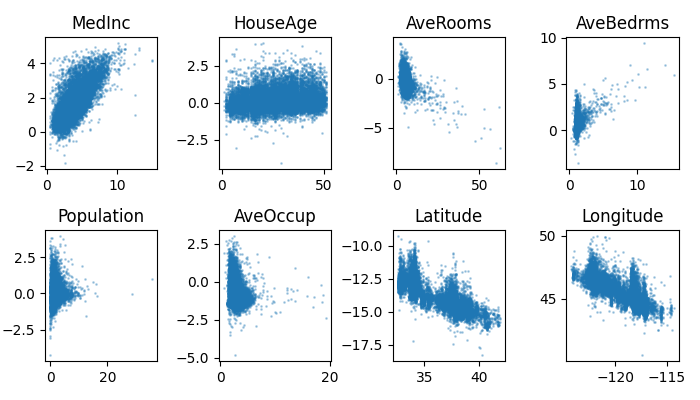 MedInc HouseAge AveRooms AveBedrms
4 2 0 −2 0 10
2.5 0.0 −2.5 0 50
0 −5 0 50
10 5 0 0 10
Population AveOccup Latitude Longitude
2.5 0.0 −2.5 0 20
2.5 0.0 −2.5 −5.0 0 20
−10.0 −12.5 −15.0 −17.5 35 40
50 45 −120 −115